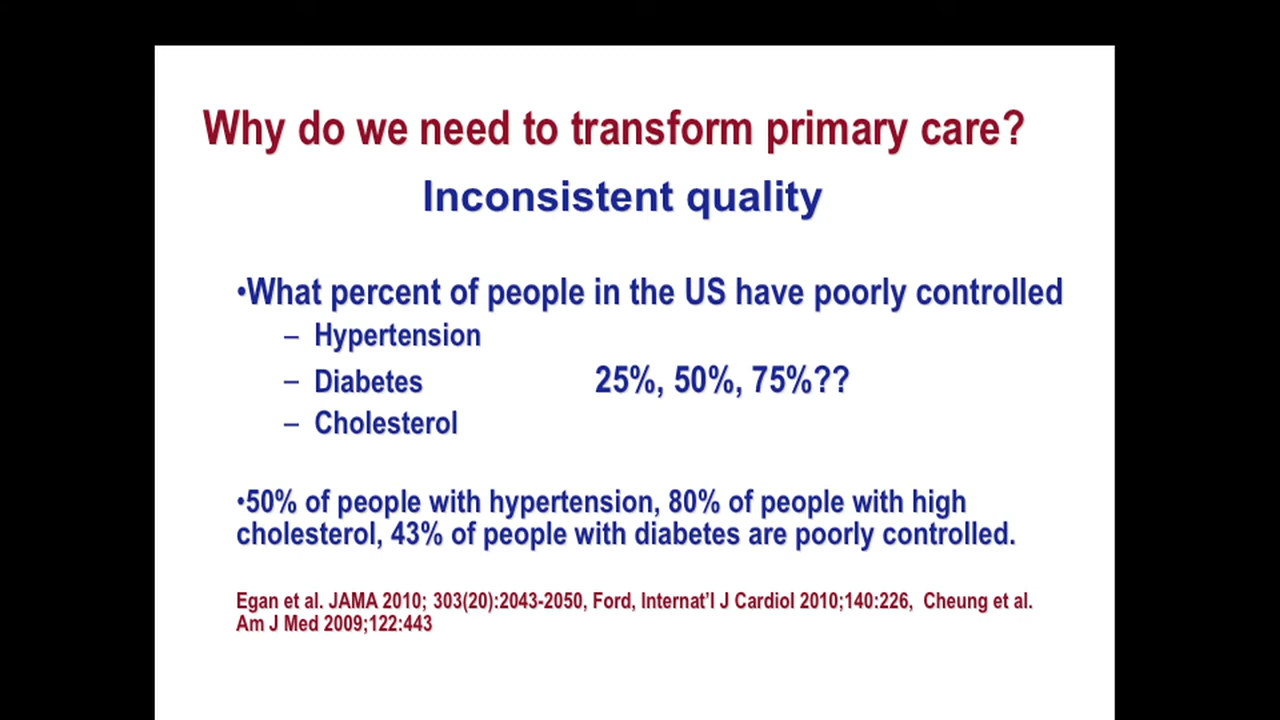 Why do we need to transform primary care?
Inconsistent quality
•What percent of people in the US have poorly controlled
– Hypertension
– Diabetes 25%, 50%, 75%??
– Cholesterol
•50% of people with hypertension, 80% of people with high
cholesterol, 43% of people with diabetes are poorly controlled.
Egan et al. JAMA 2010; 303(20):2043-2050, Ford, Internat’l J Cardiol 2010;140:226, Cheung et al.
Am J Med 2009;122:443